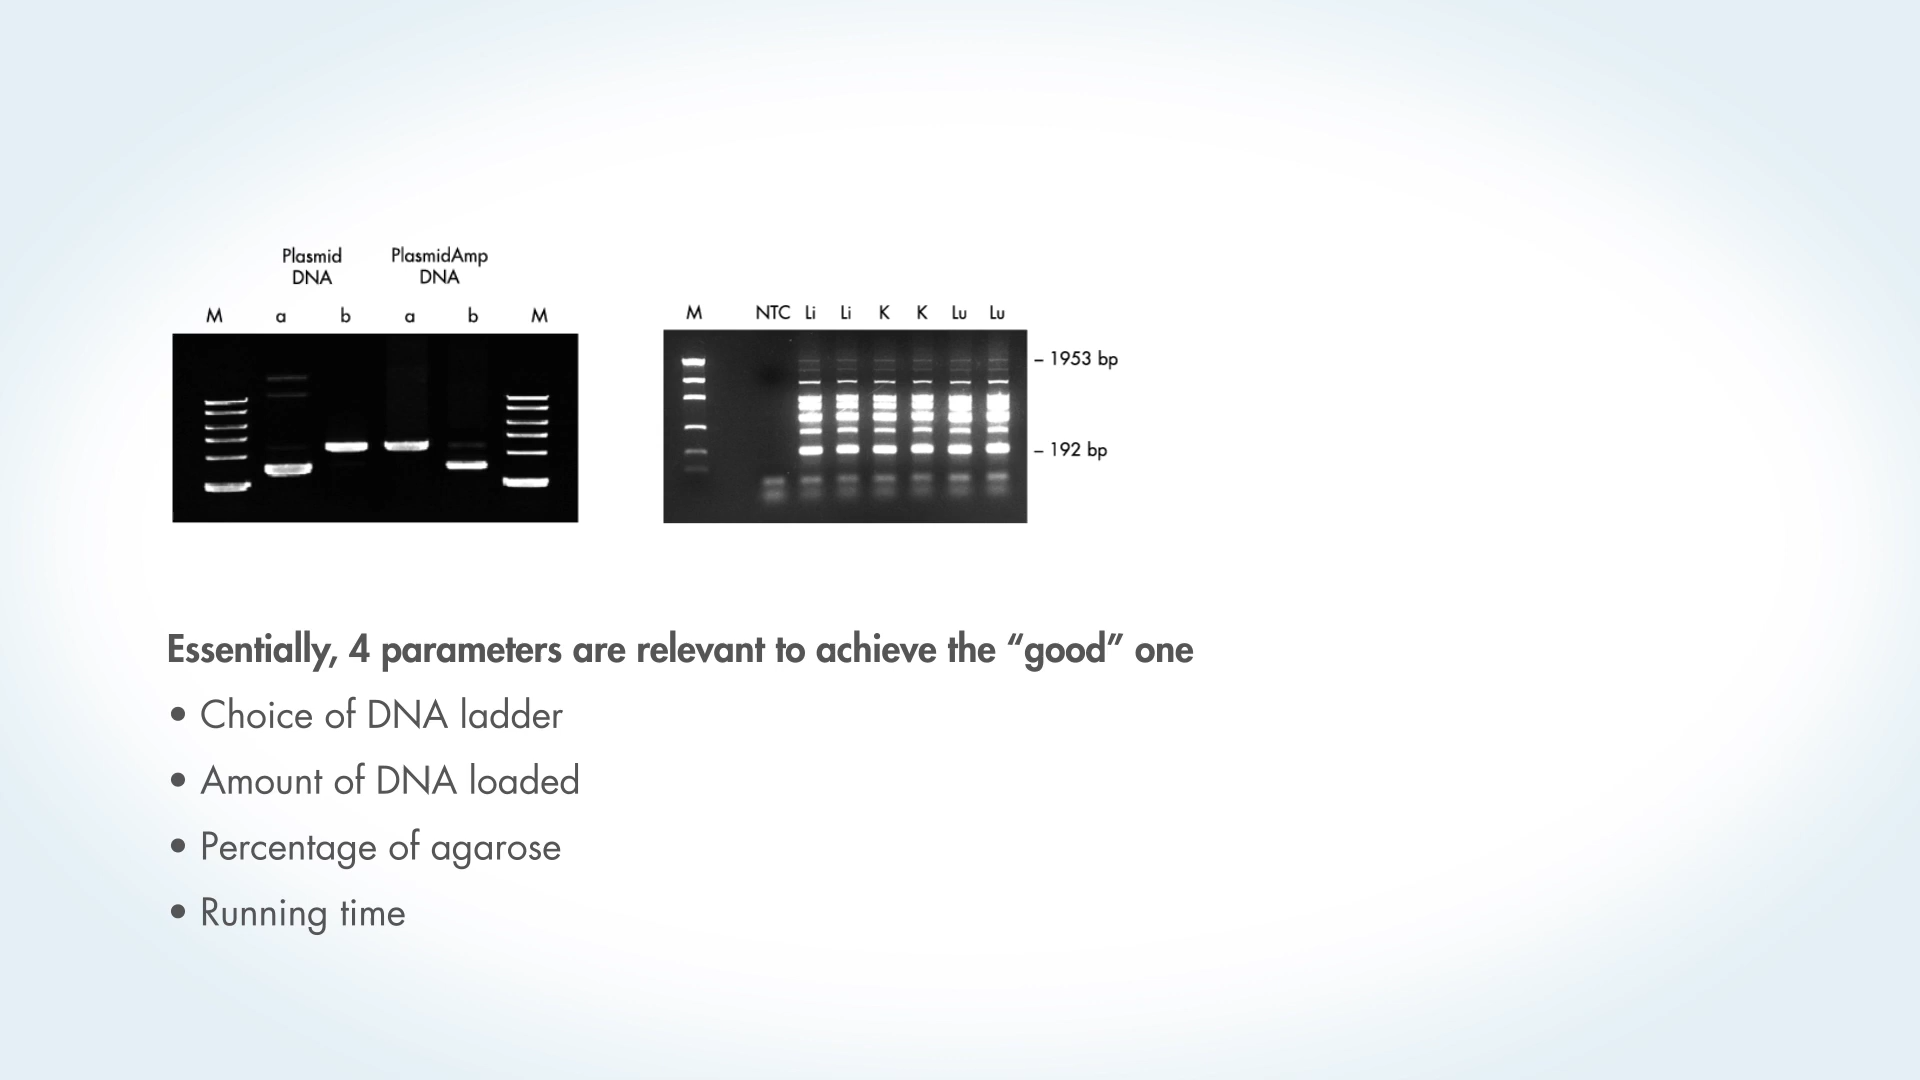 Plasmid PlasmidAmp
DNA DNA
M a b a b M
M NTC Li Li K K Lu Lu
– 1953 bp
– 192 bp
Essentially, 4 parameters are relevant to achieve the “good” one
• Choice of DNA ladder
• Amount of DNA loaded
• Percentage of agarose
• Running time